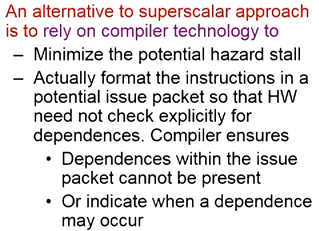 An alternative to superscalar approach
is to rely on compiler technology to
– Minimize the potential hazard stall
– Actually format the instructions in a
potential issue packet so that HW
need not check explicitly for
dependences. Compiler ensures
• Dependences within the issue
packet cannot be present
• Or indicate when a dependence
may occur